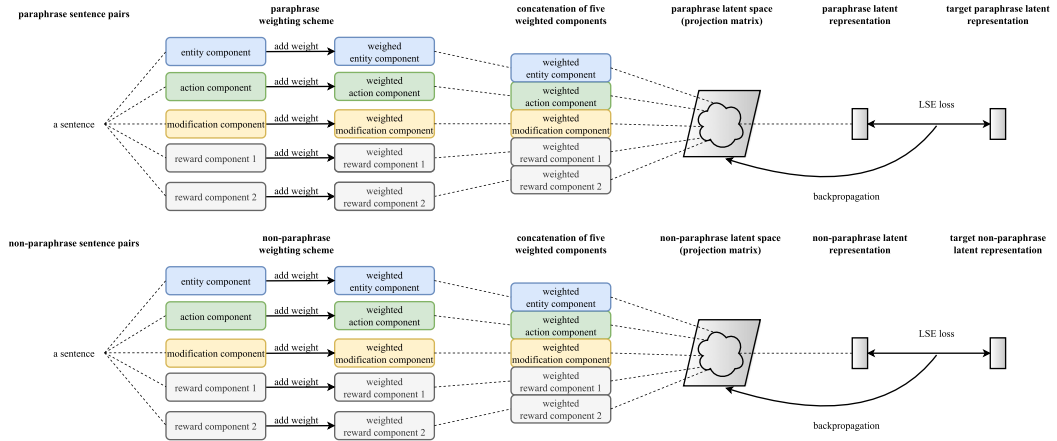 paraphrase sentence pairs
paraphrase
weighting scheme
concatenation of five
weighted components
paraphrase latent space
(projection matrix)
paraphrase latent
representation
target paraphrase latent
representation
a sentence
entity component
add weight
weighed
entity component
weighted
entity component
action component
add weight
weighted
action component
weighted
action component
modification component
add weight
weighted
modification component
weighted
modification component
reward component 1
add weight
weighted
reward component 1
weighted
reward component 1
reward component 2
add weight
weighted
reward component 2
weighted
reward component 2
LSE loss
backpropagation
non-paraphrase sentence pairs
non-paraphrase
weighting scheme
concatenation of five
weighted components
non-paraphrase latent space
(projection matrix)
non-paraphrase latent
representation
target non-paraphrase
latent representation
a sentence
entity component
add weight
weighted
entity component
weighted
entity component
action component
add weight
weighted
action component
weighted
action component
modification component
add weight
weighted
modification component
weighted
modification component
reward component 1
add weight
weighted
reward component 1
weighted
reward component 1
reward component 2
add weight
weighted
reward component 2
weighted
reward component 2
LSE loss
backpropagation